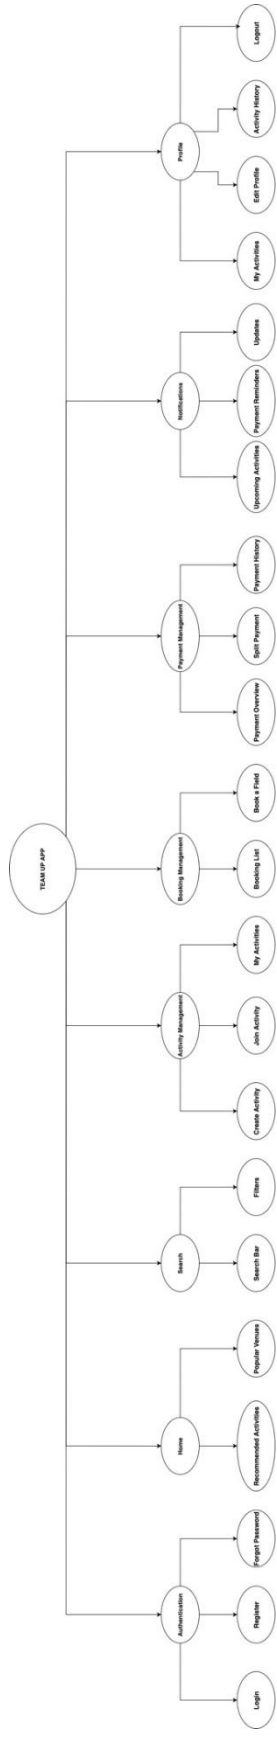 TEAM UP APP
Authentication
Home
Search
Activity Management
Booking Management
Payment Management
Notifications
Profile
Login
Register
Forgot Password
Recommended Activities
Popular Venues
Search Bar
Filters
Create Activity
Join Activity
My Activities
Booking List
Book a Field
Payment Overview
Split Payment
Payment History
Upcoming Activities
Payment Reminders
Updates
My Activities
Edit Profile
Activity History
Logout